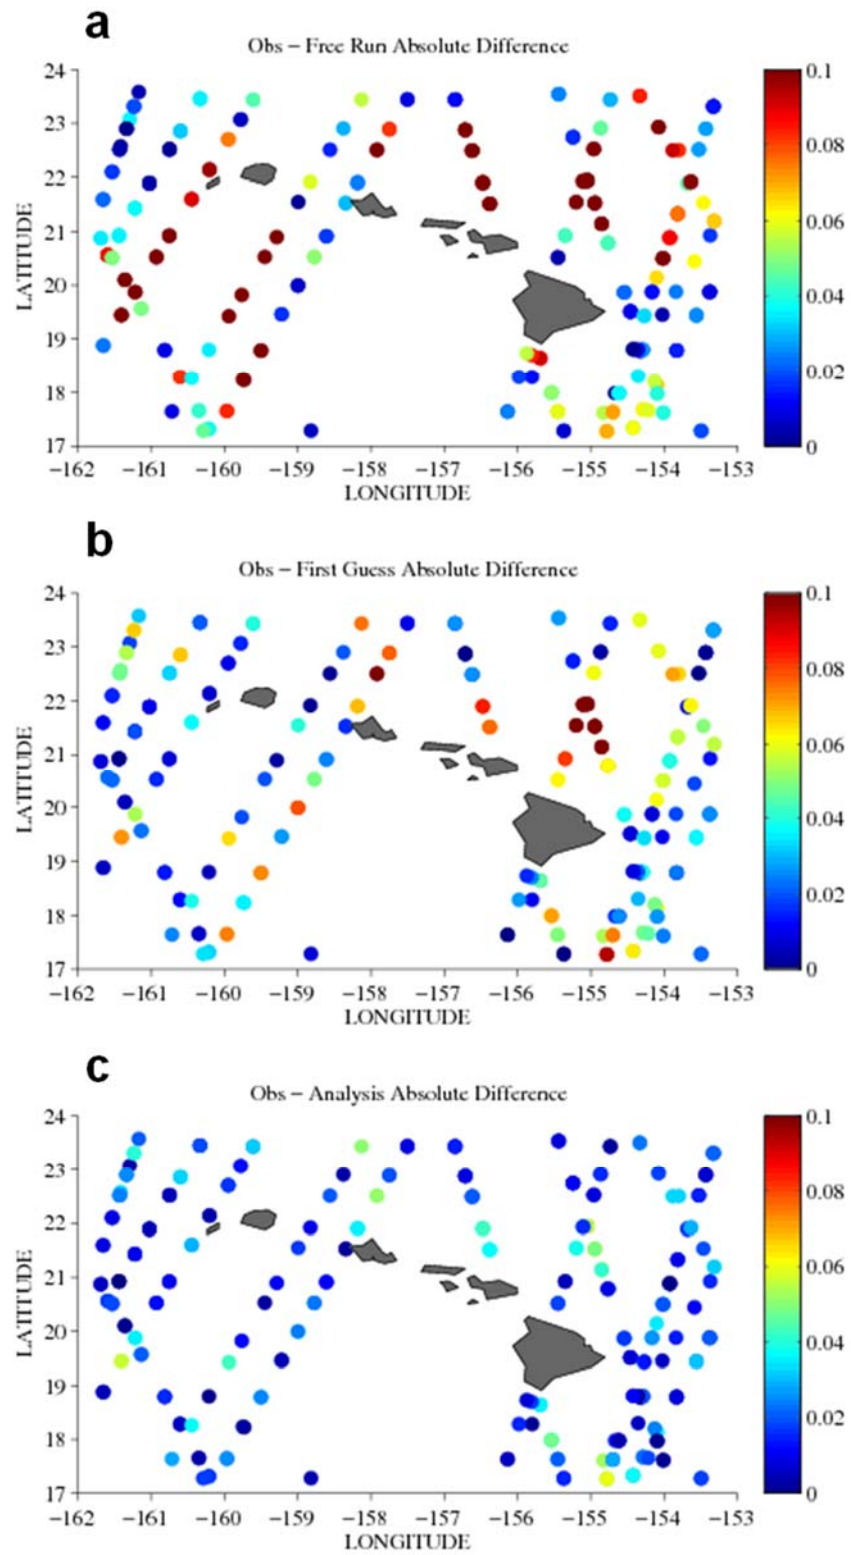 a
Obs − Free Run Absolute Difference
24
23
22
21
20
19
18
17
LATITUDE
−162 −161 −160 −159 −158 −157 −156 −155 −154 −153
LONGITUDE
0.1
0.08
0.06
0.04
0.02
0
b
Obs − First Guess Absolute Difference
24
23
22
21
20
19
18
17
LATITUDE
−162 −161 −160 −159 −158 −157 −156 −155 −154 −153
LONGITUDE
0.1
0.08
0.06
0.04
0.02
0
c
Obs − Analysis Absolute Difference
24
23
22
21
20
19
18
17
LATITUDE
−162 −161 −160 −159 −158 −157 −156 −155 −154 −153
LONGITUDE
0.1
0.08
0.06
0.04
0.02
0